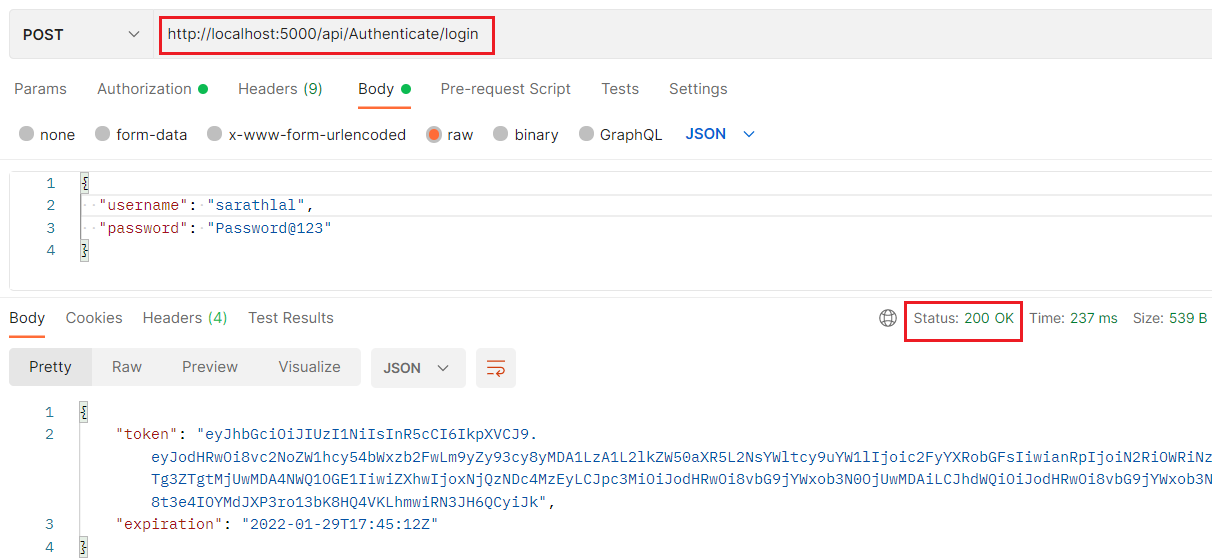 POST http://localhost:5000/api/Authenticate/login
Params Authorization Headers (9) Body Pre-request Script Tests Settings
none form-data x-www-form-urlencoded raw binary GraphQL JSON
1 {
2 "username": "sarathlal",
3 "password": "Password@123"
4 }
Body Cookies Headers (4) Test Results Status: 200 OK Time: 237 ms Size: 539 B
Pretty Raw Preview Visualize JSON
1 {
2 "token": "eyJhbGciOiJIUzI1NiIsInR5cCI6IkpXVCJ9.
eyJodHRwOi8vc2NoZW1hcy54bWxzb2FwLm9yZy93cy8yMDA1LzA1L2lkZW50aXR5L2NsYWltcy9uYW1lIjoic2FyYXRobGFsIiwianRpIjoiN2RiOWRiNz
Tg3ZTgtMjUwMDA4NWQ1OGE1IiwiZXhwIjoxNjQzNDc4MzEyLCJpc3MiOiJodHRwOi8vbG9jYWxob3N0OjUwMDAiLCJhdWQiOiJodHRwOi8vbG9jYWxob3N
8t3e4IOYMdJXP3ro13bK8HQ4VKLhmwiRN3JH6QCyiJk",
3 "expiration": "2022-01-29T17:45:12Z"
4 }